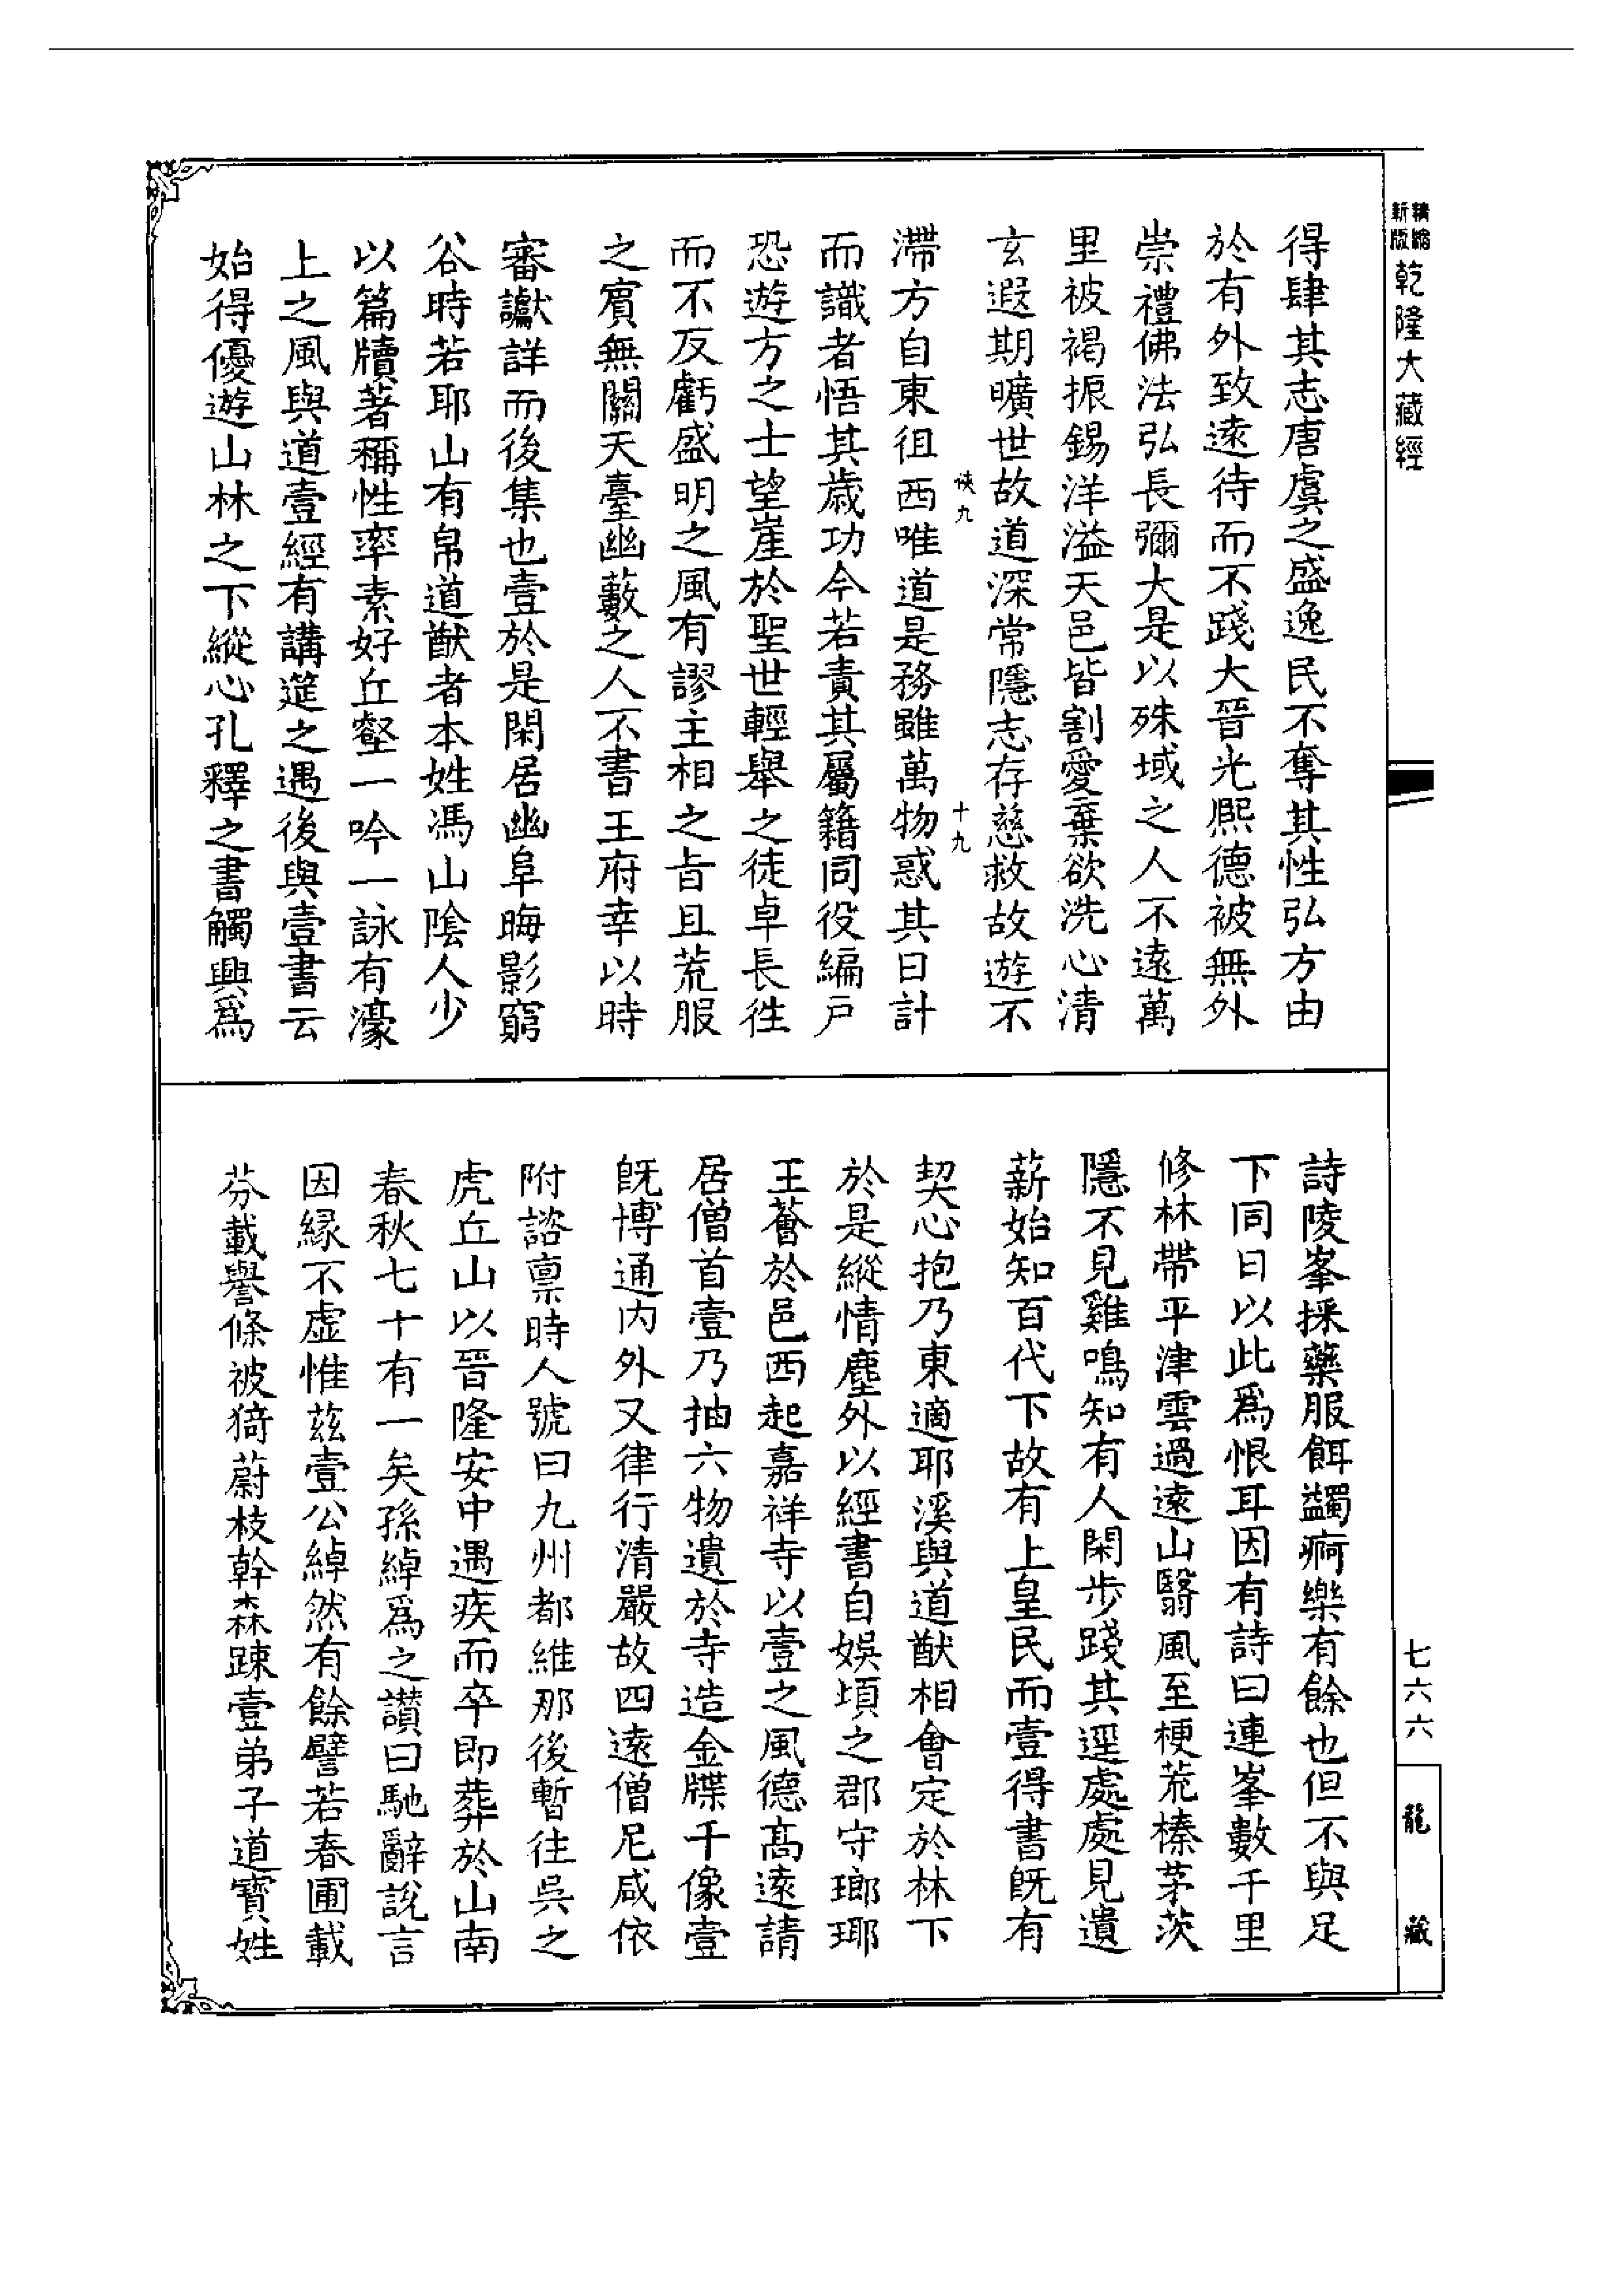 精縮新版乾隆大藏經
得肆其志唐虞之盛逸民不奪其性弘方由
於有外致遠待而不踐大晉光熈德被無外
崇禮佛法弘長彌大是以殊域之人不遠萬
里被褐振錫洋溢天邑皆割愛棄欲洗心清
玄遐期曠世故道深常隱志存慈救故遊不
俠九
十九
滯方自東徂西唯道是務雖萬物惑其日計
而識者悟其歲功今若責其屬籍同役編戶
恐遊方之士望崖於聖世輕舉之徒卓長徃
而不反虧盛明之風有謬主相之旨且荒服
之賔無關天臺幽藪之人不書王府幸以時
審讞詳而後集也壹於是閑居幽阜晦影窮
谷時若耶山有帛道猷者本姓馮山陰人少
以篇牘著稱性率素好丘壑一吟一詠有濠
上之風與道壹經有講筵之遇後與壹書云
始得優遊山林之下縱心孔釋之書觸興爲
詩陵峯採藥服餌蠲痾樂有餘也但不與足
下同日以此爲恨耳因有詩曰連峯數千里
修林帶平津雲過遠山翳風至梗荒榛茅茨
隱不見雞鳴知有人閑步踐其逕處處見遺
薪始知百代下故有上皇民而壹得書旣有
契心抱乃東適耶溪與道猷相會定於林下
於是縱情塵外以經書自娛頃之郡守瑯琊
王薈於邑西起嘉祥寺以壹之風德高遠請
居僧首壹乃抽六物遺於寺造金牒千像壹
旣博通內外又律行清嚴故四遠僧尼咸依
附諮禀時人號曰九州都維那後暫往吳之
虎丘山以晉隆安中遇疾而卒即葬於山南
春秋七十有一矣孫綽爲之讚曰馳辭說言
因緣不虛惟茲壹公綽然有餘譬若春圃載
芬載譽條被猗蔚枝幹森踈壹弟子道寶姓
七六六
龍藏